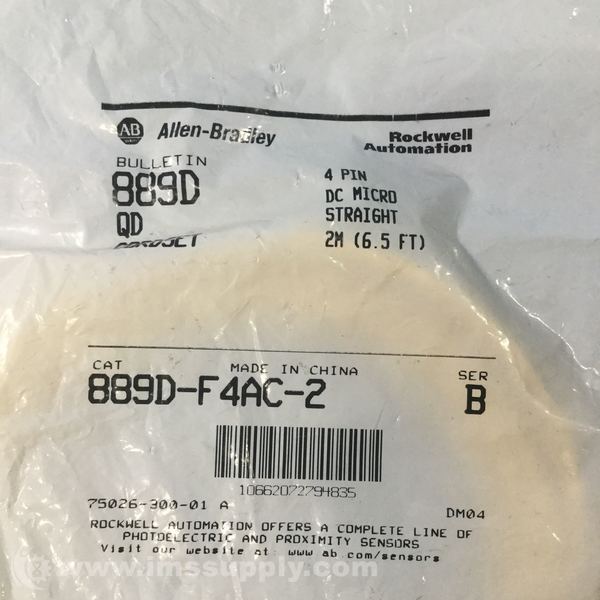 AB Allen-Bradley
Rockwell Automation
BULLETIN
889D
QD
4 PIN
DC MICRO
STRAIGHT
2M (6.5 FT)
CAT
MADE IN CHINA
SER
889D-F4AC-2
B
10662072794835
75026-300-01 A
DM04
ROCKWELL AUTOMATION OFFERS A COMPLETE LINE OF
PHOTOELECTRIC AND PROXIMITY SENSORS
Visit our website at: www.ab.com/sensors
www.imssupply.com